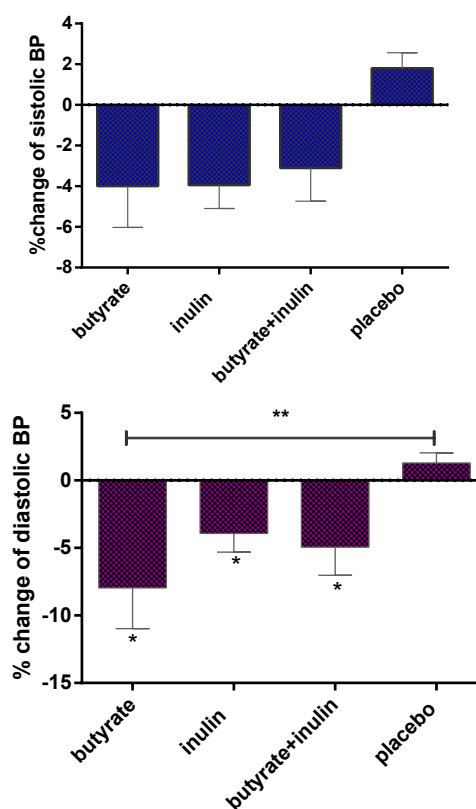 %change of sistolic BP
4
2
0
-2
-4
-6
-8
butyrate
inulin
butyrate+inulin
placebo
% change of diastolic BP
5
0
-5
-10
-15
**
*
*
*
butyrate
inulin
butyrate+inulin
placebo